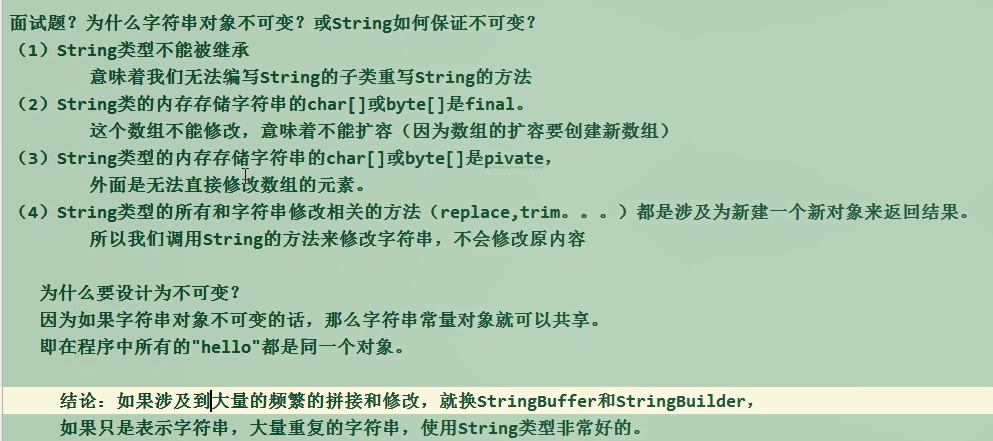 面试题？为什么字符串对象不可变？或String如何保证不可变？
（1）String类型不能被继承
意味着我们无法编写String的子类重写String的方法
（2）String类的内存存储字符串的char[]或byte[]是final。
这个数组不能修改，意味着不能扩容（因为数组的扩容要创建新数组）
（3）String类型的内存存储字符串的char[]或byte[]是pivate，
外面是无法直接修改数组的元素。
（4）String类型的所有和字符串修改相关的方法（replace,trim。。。）都是涉及为新建一个新对象来返回结果。
所以我们调用String的方法来修改字符串，不会修改原内容
为什么要设计为不可变？
因为如果字符串对象不可变的话，那么字符串常量对象就可以共享。
即在程序中所有的"hello"都是同一个对象。
结论：如果涉及到大量的频繁的拼接和修改，就换StringBuffer和StringBuilder，
如果只是表示字符串，大量重复的字符串，使用String类型非常好的。